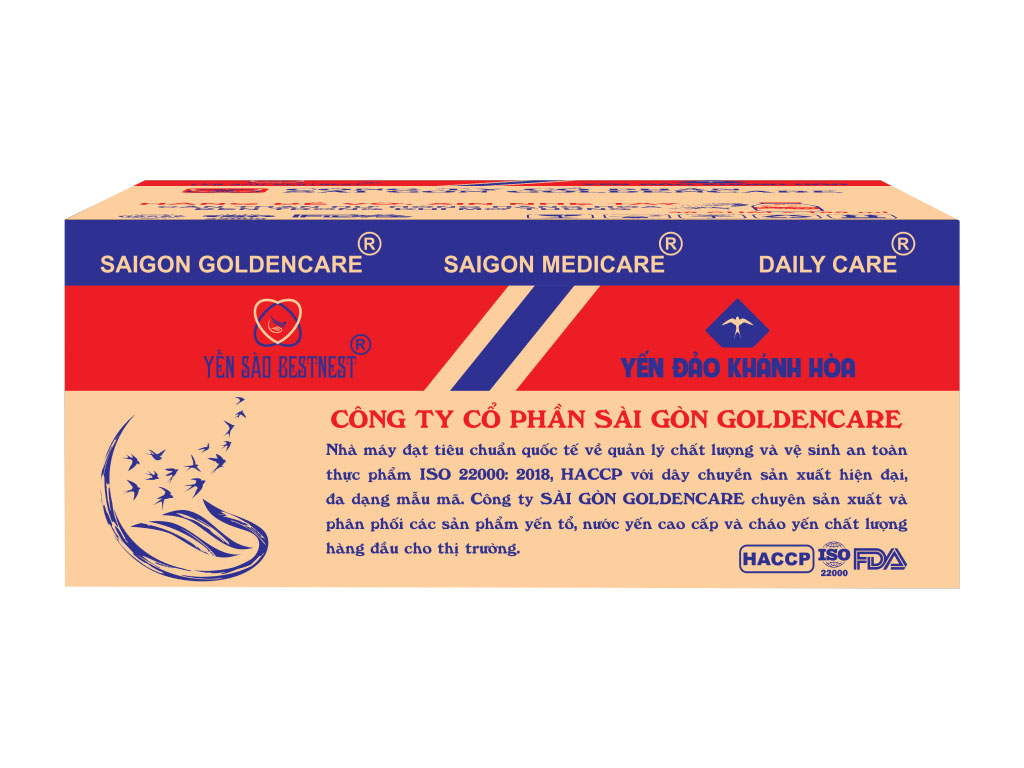 SAIGON GOLDENCARE®
SAIGON MEDICARE®
DAILY CARE®
YẾN SÀO BESTNEST®
YẾN ĐẢO KHÁNH HÒA
CÔNG TY CỔ PHẦN SÀI GÒN GOLDENCARE
Nhà máy đạt tiêu chuẩn quốc tế về quản lý chất lượng và vệ sinh an toàn
thực phẩm ISO 22000: 2018, HACCP với dây chuyền sản xuất hiện đại,
đa dạng mẫu mã. Công ty SÀI GÒN GOLDENCARE chuyên sản xuất và
phân phối các sản phẩm yến tổ, nước yến cao cấp và cháo yến chất lượng
hàng đầu cho thị trường.
HACCP
ISO
22000
FDA